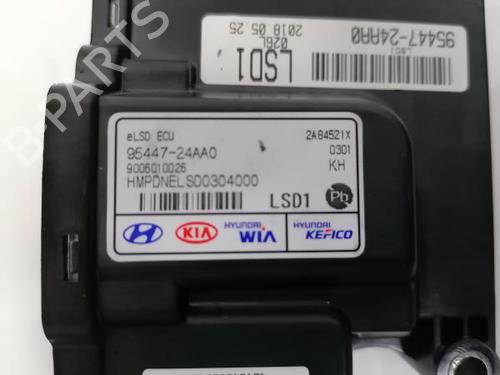 B-PARTS
95447-24AA0
LSD1
026L
2018.05.25
LSD1
eLSD ECU
2A84521X
95447-24AA0
0301
9006010026
KH
HMPDNELSD0304000
LSD1
Pb
HYUNDAI
HYUNDAI
KIA
WIA
KEFICO